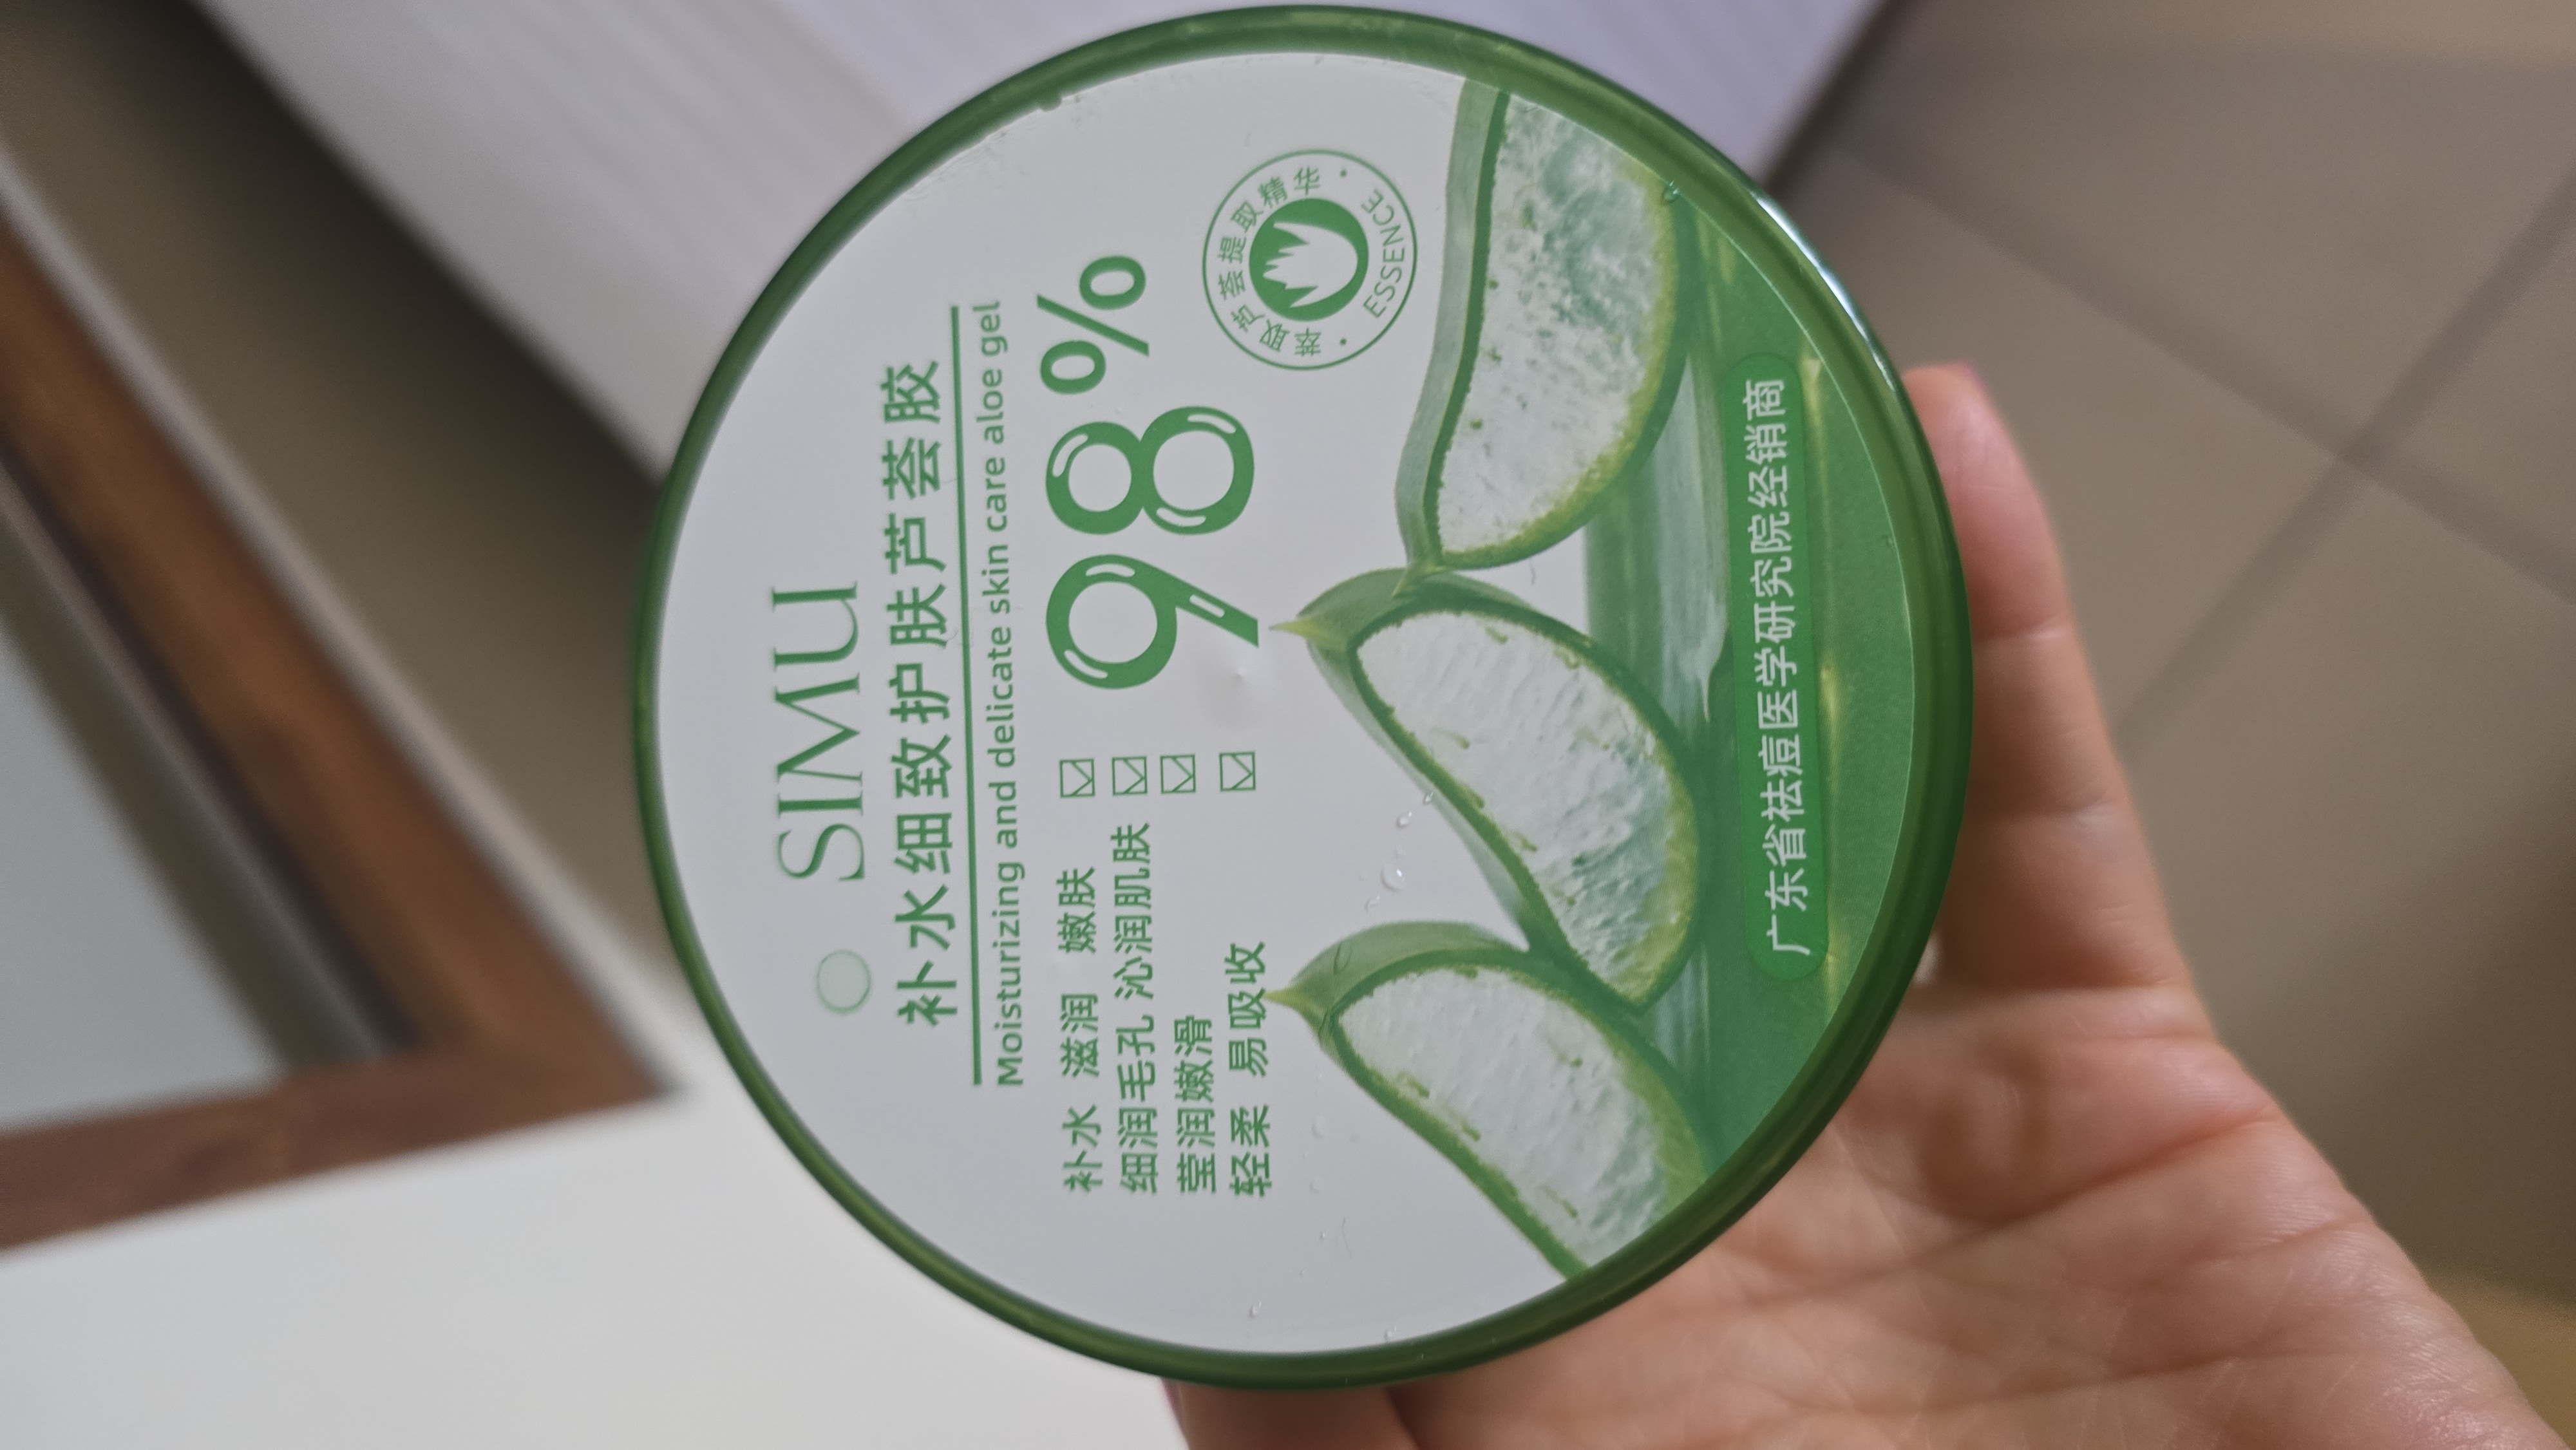 SIMU
补水细致护肤芦荟胶
Moisturizing and delicate skin care aloe gel
补水 滋润 嫩肤
细润毛孔 沁润肌肤
莹润嫩滑
轻柔 易吸收
98%
萃取芦荟提取精华
ESSENCE
广东省祛痘医学研究院经销商